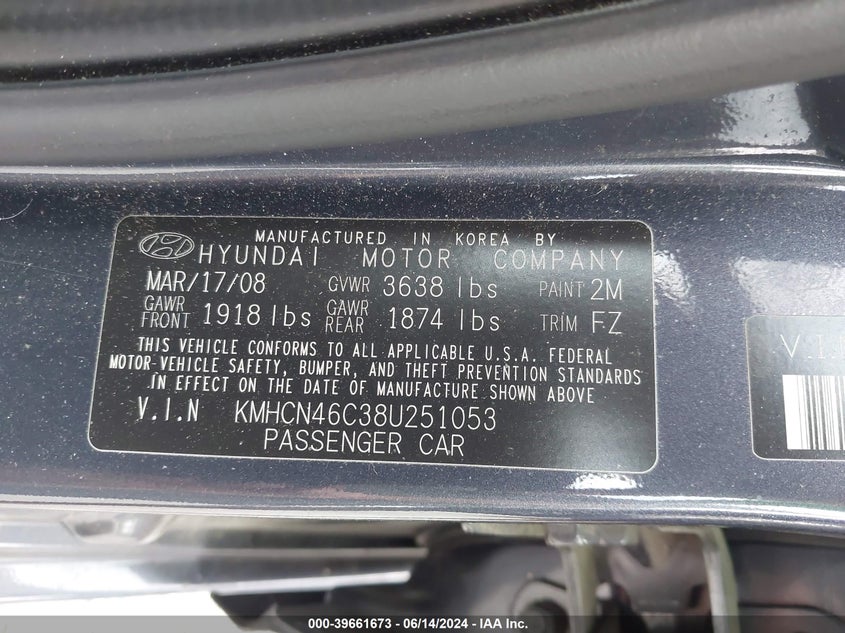 MANUFACTURED IN KOREA BY
HYUNDAI MOTOR COMPANY
MAR/17/08 GVWR 3638 lbs PAINT 2M
GAWR FRONT 1918 lbs GAWR REAR 1874 lbs TRIM FZ
THIS VEHICLE CONFORMS TO ALL APPLICABLE U.S.A. FEDERAL
MOTOR-VEHICLE SAFETY, BUMPER, AND THEFT PREVENTION STANDARDS
IN EFFECT ON THE DATE OF MANUFACTURE SHOWN ABOVE
V.I.N KMHCN46C38U251053
PASSENGER CAR
V.I.
000-39661673 - 06/14/2024 - IAA Inc.